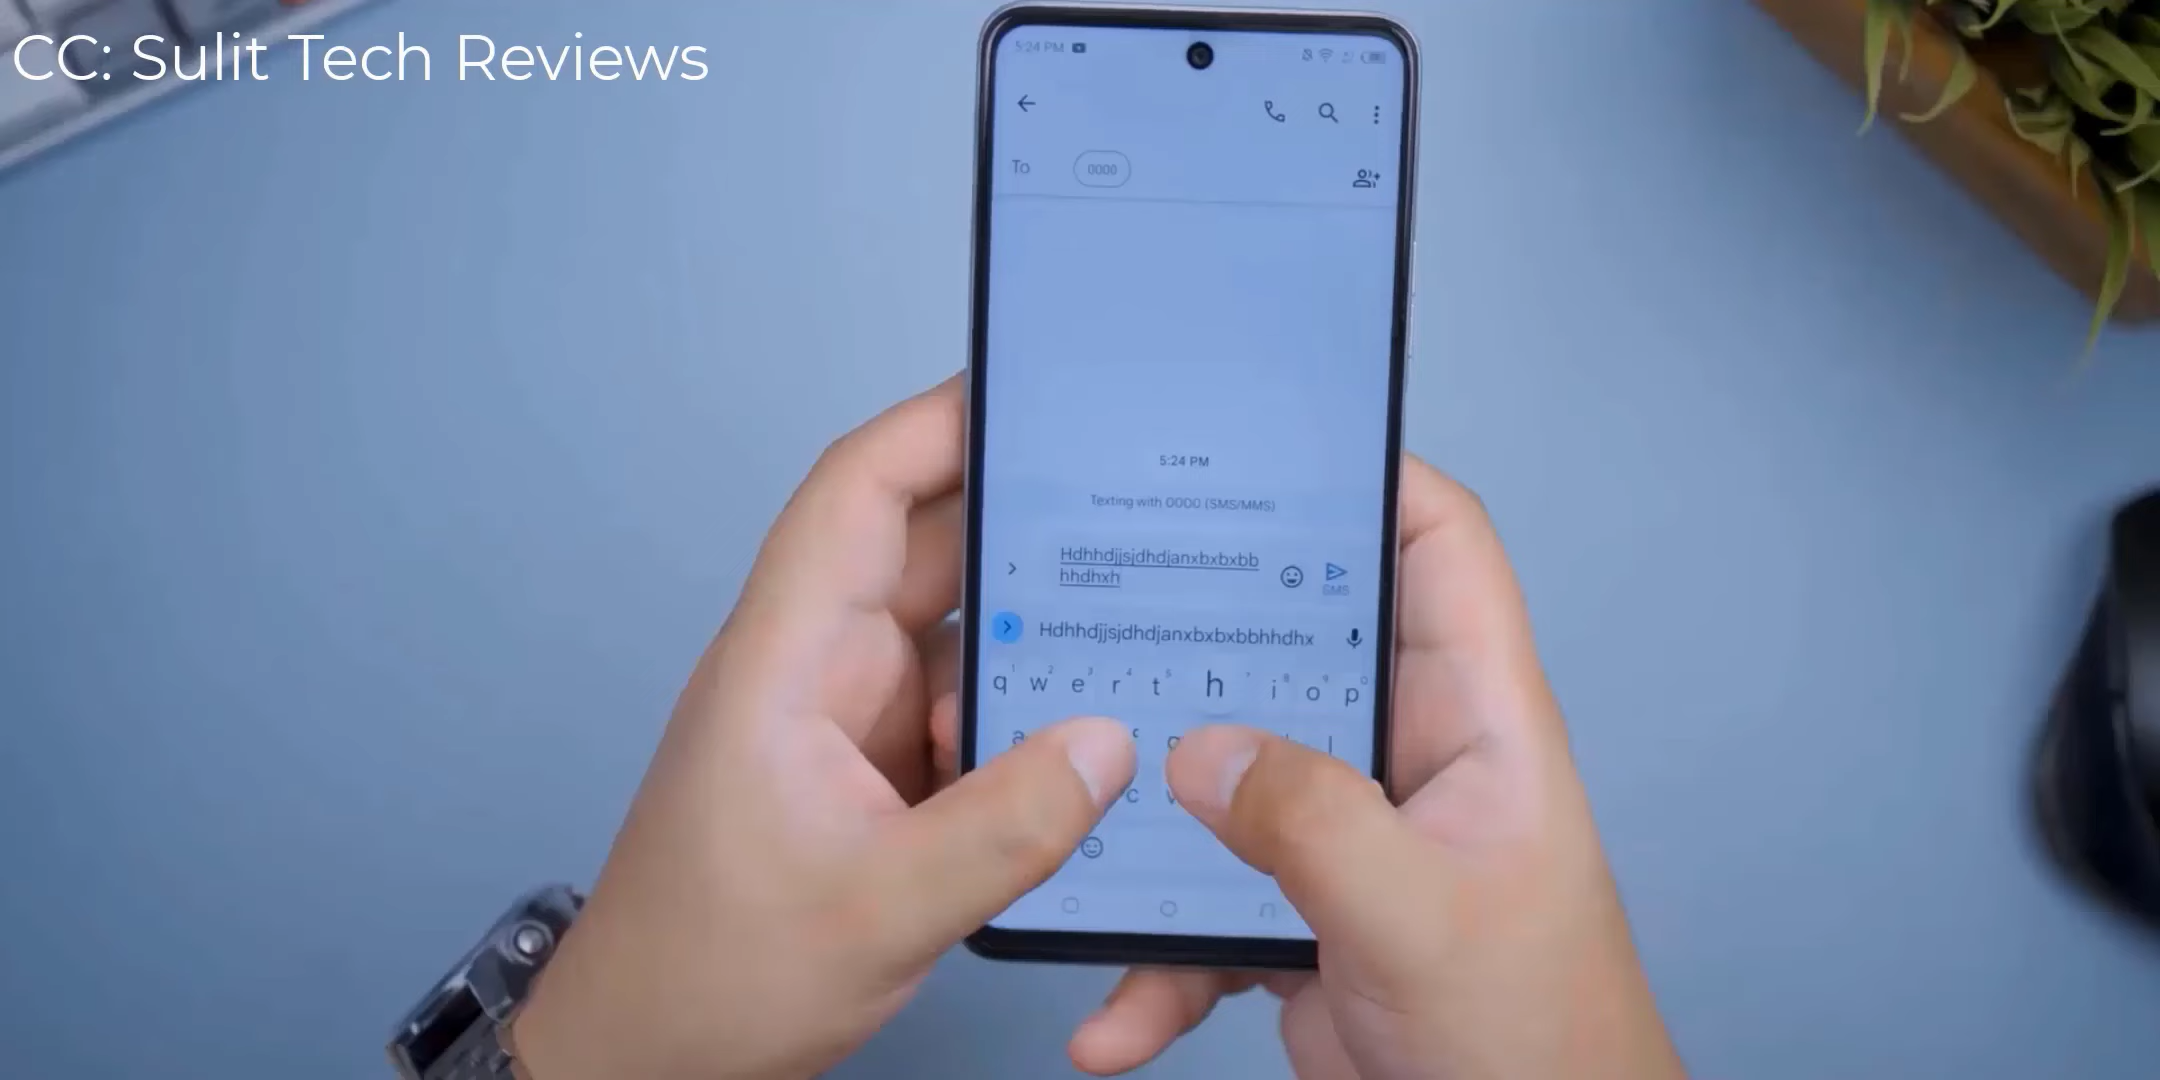 CC: Sulit Tech Reviews
5:24 PM
To 0000
5:24 PM
Texting with 0000 (SMS/MMS)
Hdhhdjjsjdhdjanxbxbxbb
hhdhxh
SMS
Hdhhdjjsjdhdjanxbxbxbbhhdhx
q w e r t h i o p
a l
c v